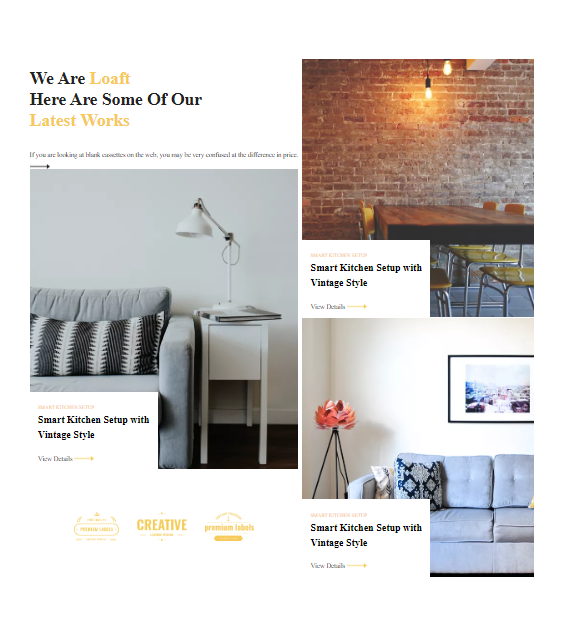 We Are Loaft
Here Are Some Of Our
Latest Works
If you are looking at blank cassettes on the web, you may be very confused at the difference in price.
SMART KITCHEN SETUP
Smart Kitchen Setup with
Vintage Style
View Details
SMART KITCHEN SETUP
Smart Kitchen Setup with
Vintage Style
View Details
SMART KITCHEN SETUP
Smart Kitchen Setup with
Vintage Style
View Details
PREMIUM LABELS
CREATIVE
premium labels